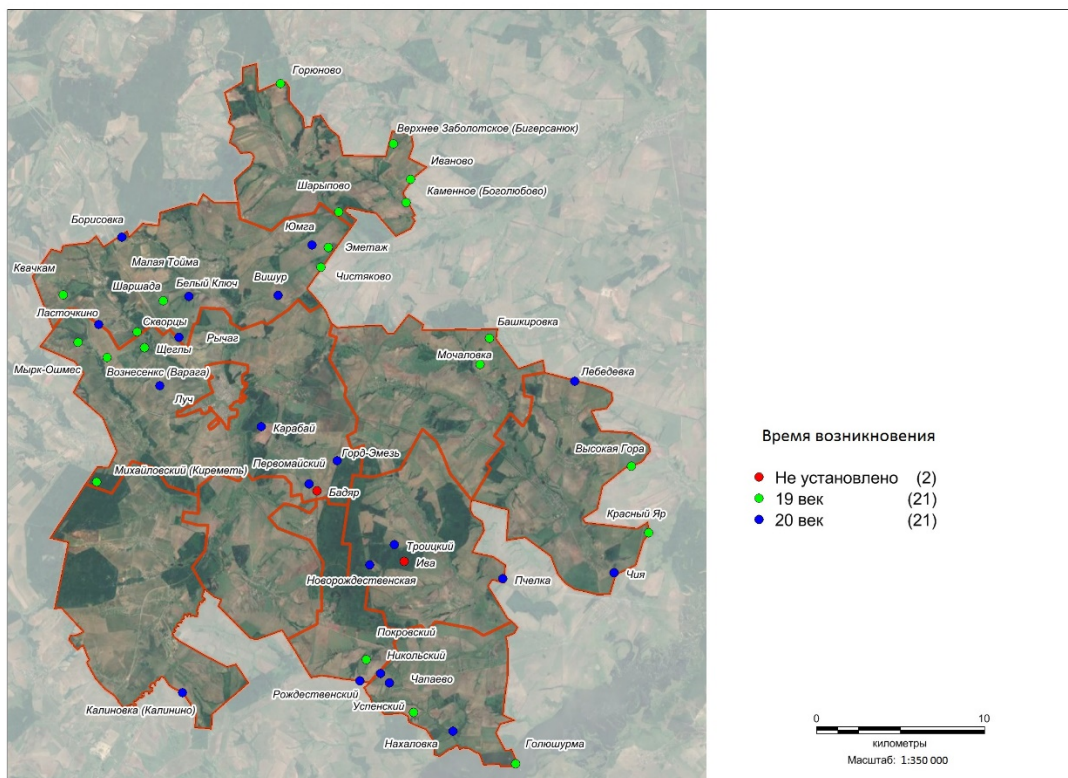 Горюново
Верхнее Заболотское (Бигерсанюк)
Иваново
Шарыпово
Каменное (Боголюбово)
Борисовка
Юмга
Эметаж
Малая Тойма
Квачкам
Шаршада
Белый Ключ
Вишур
Чистяково
Ласточкино
Скворцы
Рычаг
Башкировка
Щеглы
Мочаловка
Мырк-Ошмес
Вознесенкс (Варага)
Лебедевка
Луч
Карабай
Горд-Эмезь
Высокая Гора
Михайловский (Киреметь)
Первомайский
Бадяр
Красный Яр
Троицкий
Ива
Новорождественская
Пчелка
Чия
Покровский
Никольский
Рождественский
Чапаево
Калиновка (Калинино)
Успенский
Нахаловка
Голюшурма
Время возникновения
Не установлено (2)
19 век (21)
20 век (21)
0 10
километры
Масштаб: 1:350 000